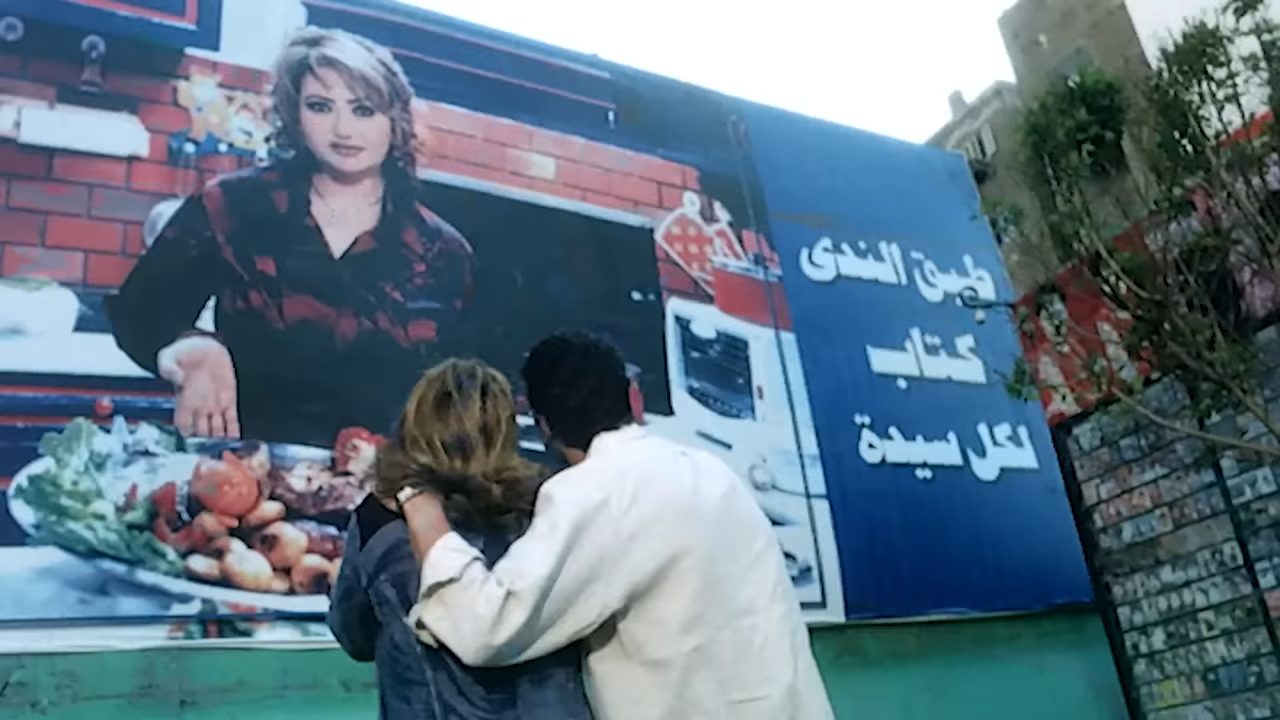 طبق الندى
كتاب
لكل سيدة